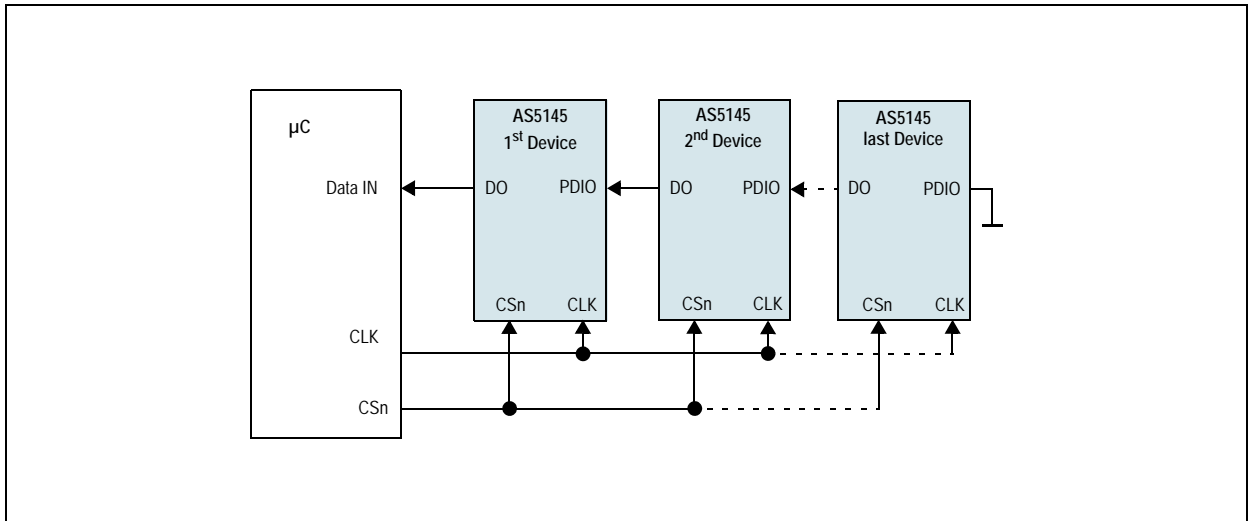 µC
Data IN
CLK
CSn
AS5145
1st Device
DO PDIO
CSn CLK
AS5145
2nd Device
DO PDIO
CSn CLK
AS5145
last Device
DO PDIO
CSn CLK